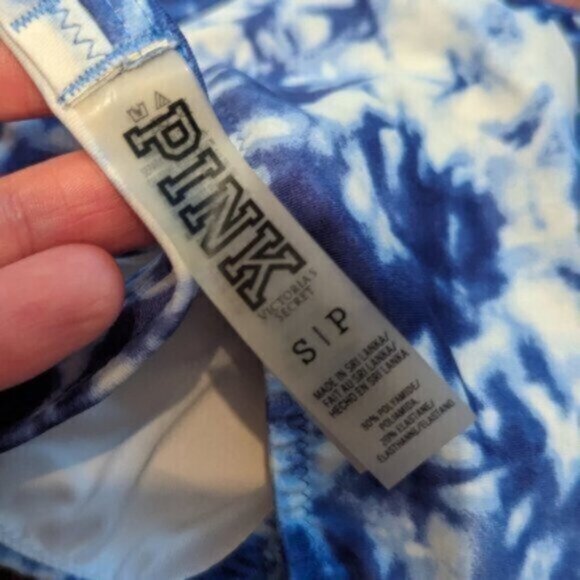 PINK
VICTORIA'S
SECRET
S|P
MADE IN SRI LANKA/
FAIT AU SRI LANKA/
HECHO EN SRI LANKA
80% POLYAMIDE/
POLIAMIDA,
20% ELASTANE/
ELASTHANNE/ELASTANO